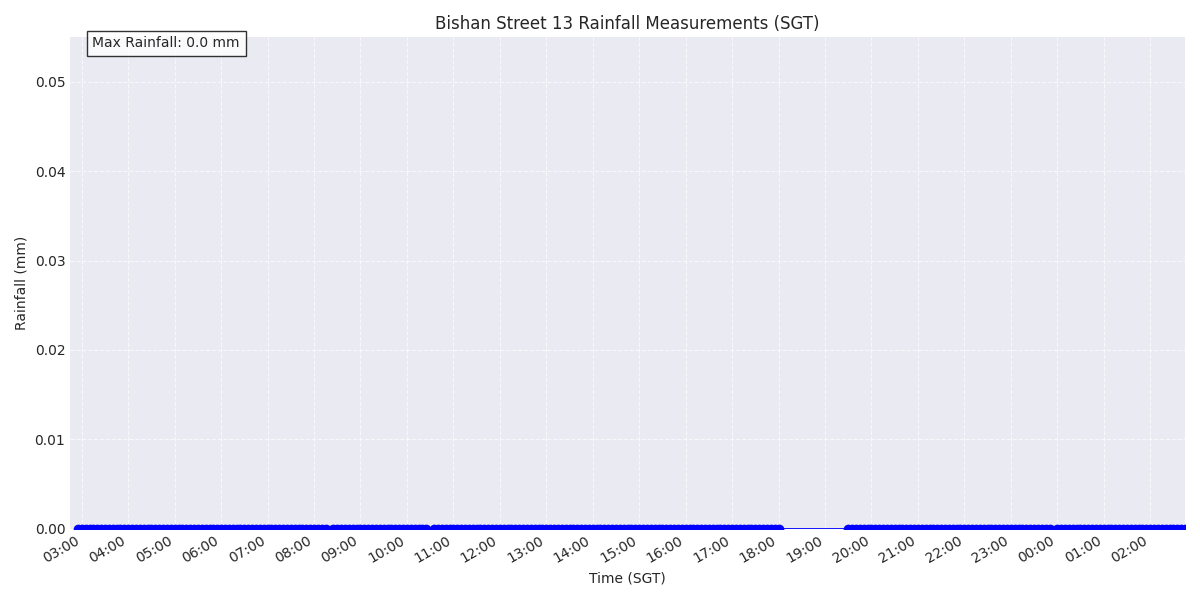 Bishan Street 13 Rainfall Measurements (SGT)
Max Rainfall: 0.0 mm
0.05
0.04
0.03
0.02
0.01
0.00
Rainfall (mm)
03:00 04:00 05:00 06:00 07:00 08:00 09:00 10:00 11:00 12:00 13:00 14:00 15:00 16:00 17:00 18:00 19:00 20:00 21:00 22:00 23:00 00:00 01:00 02:00
Time (SGT)